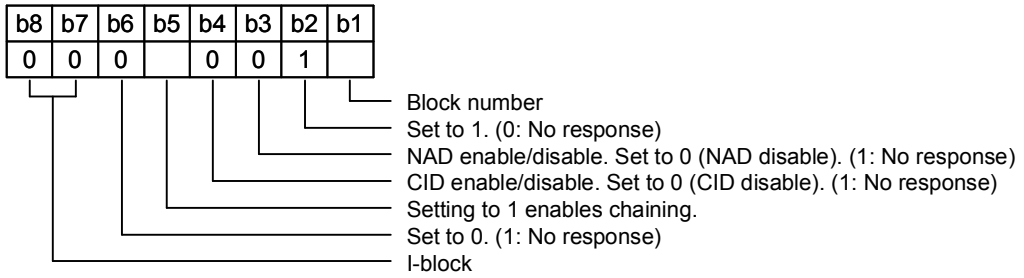 b8 b7 b6 b5 b4 b3 b2 b1
0 0 0 0 0 1
Block number
Set to 1. (0: No response)
NAD enable/disable. Set to 0 (NAD disable). (1: No response)
CID enable/disable. Set to 0 (CID disable). (1: No response)
Setting to 1 enables chaining.
Set to 0. (1: No response)
I-block